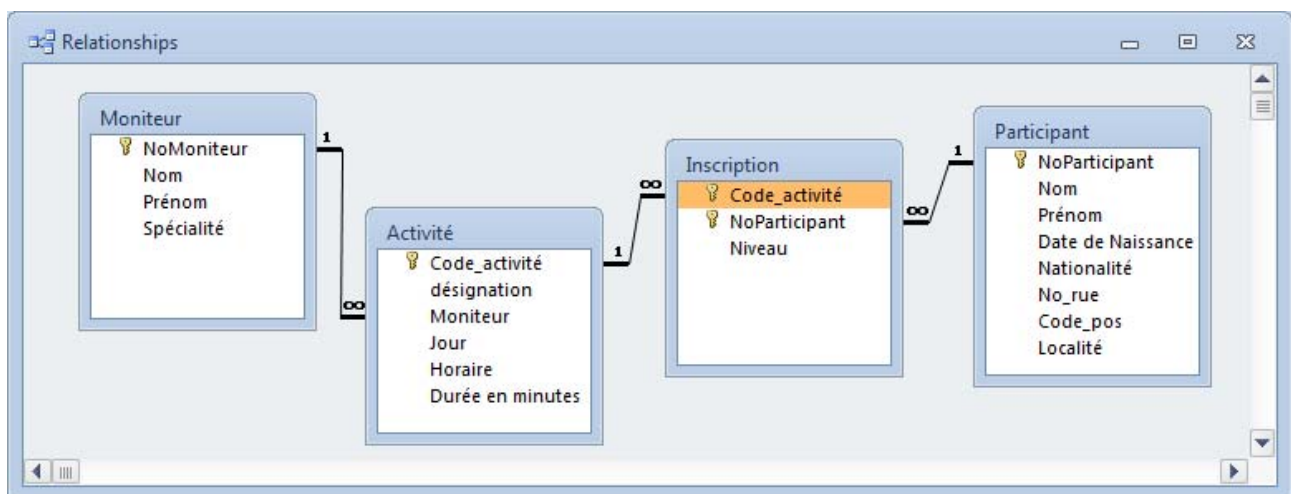 Relationships
Moniteur
NoMoniteur
Nom
Prénom
Spécialité
1
∞
Activité
Code_activité
désignation
Moniteur
Jour
Horaire
Durée en minutes
1
∞
Inscription
Code_activité
NoParticipant
Niveau
∞
1
Participant
NoParticipant
Nom
Prénom
Date de Naissance
Nationalité
No_rue
Code_pos
Localité